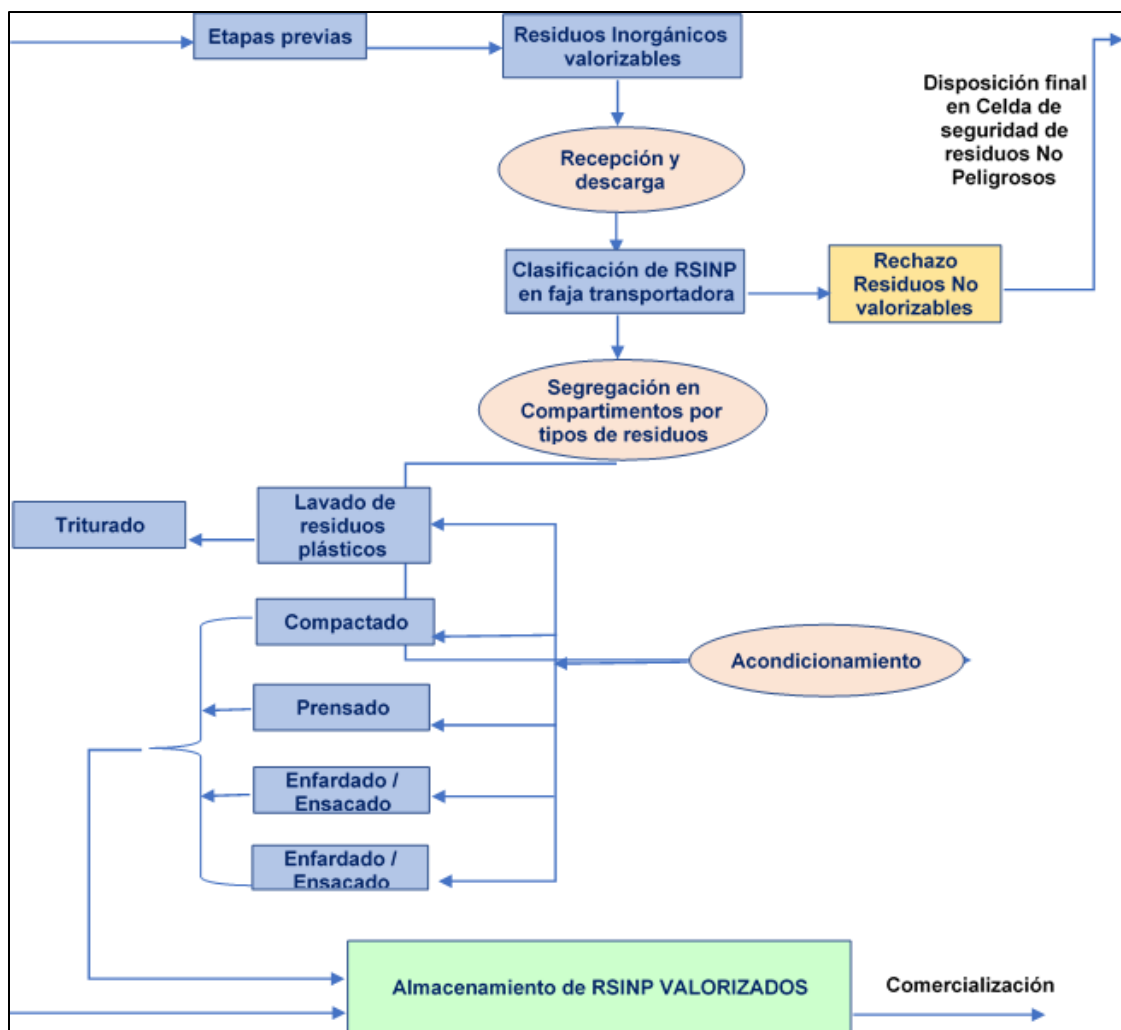 Etapas previas
Residuos Inorgánicos
valorizables
Disposición final
en Celda de
seguridad de
residuos No
Peligrosos
Recepción y
descarga
Clasificación de RSINP
en faja transportadora
Rechazo
Residuos No
valorizables
Segregación en
Compartimentos por
tipos de residuos
Triturado
Lavado de
residuos
plásticos
Compactado
Acondicionamiento
Prensado
Enfardado /
Ensacado
Enfardado /
Ensacado
Almacenamiento de RSINP VALORIZADOS
Comercialización